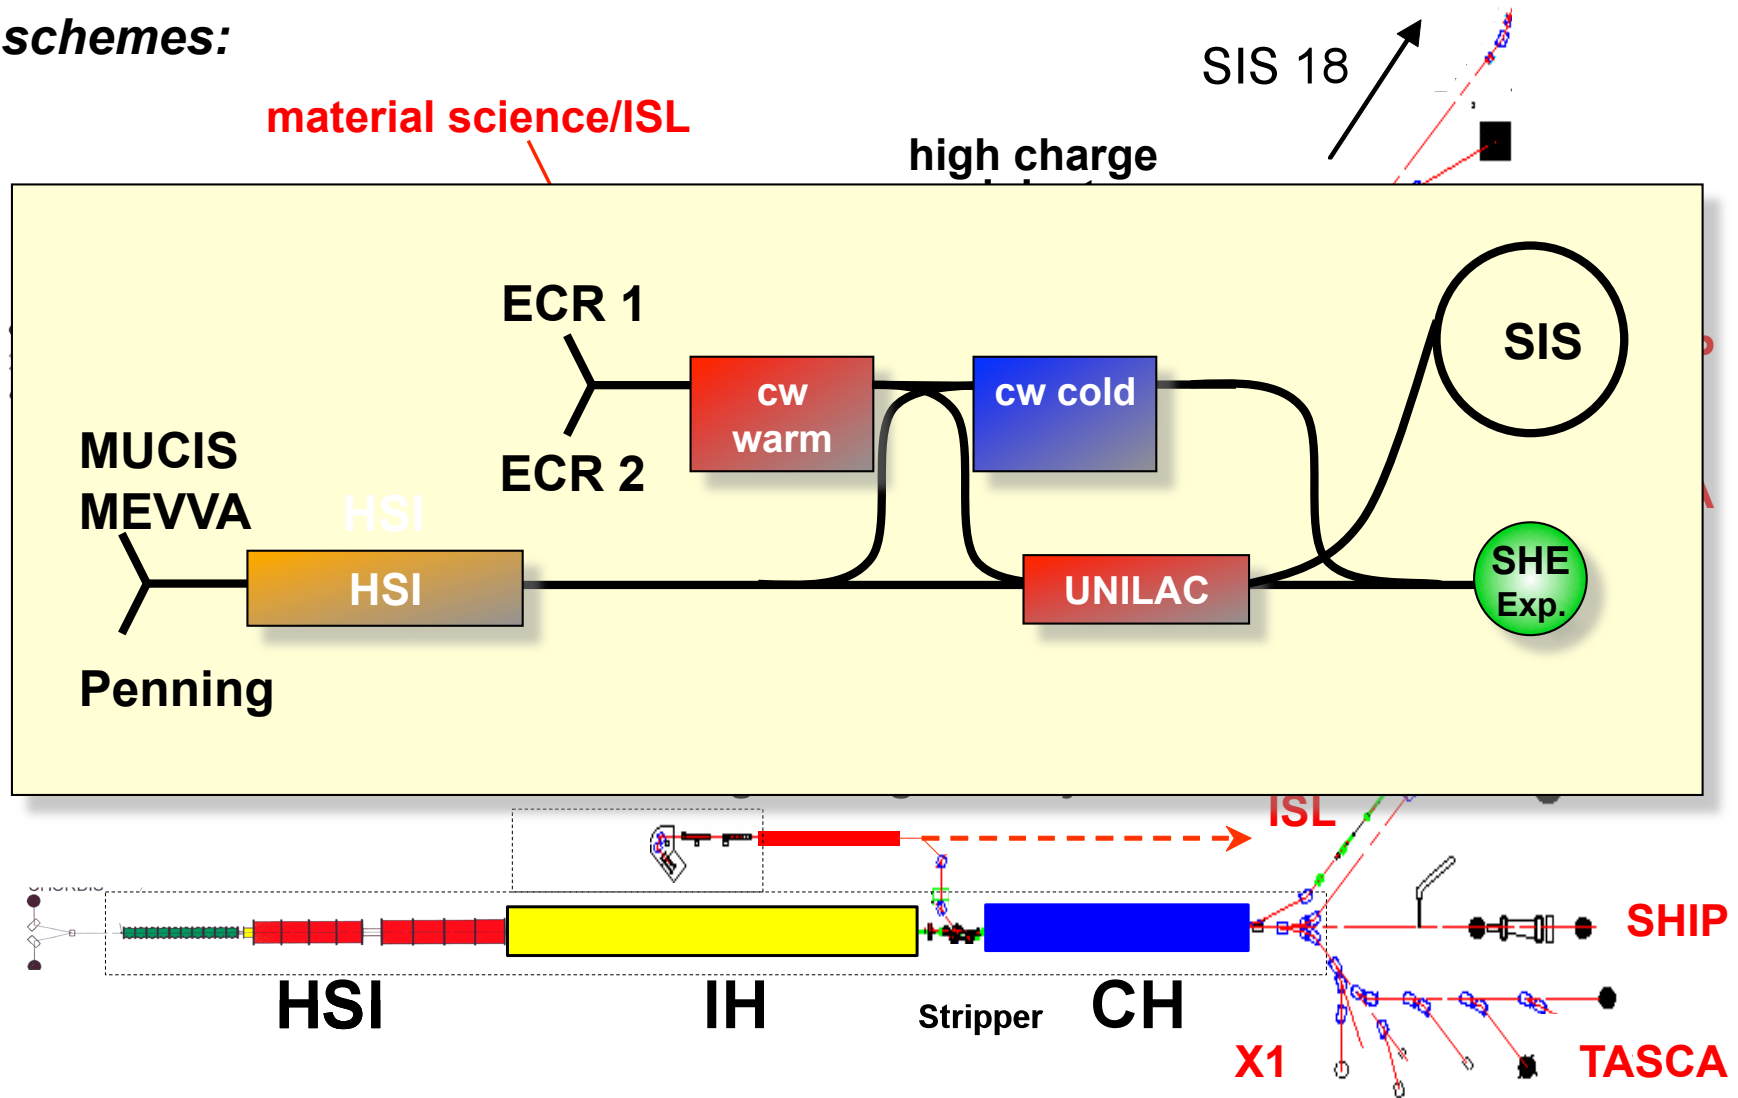 schemes:
SIS 18
material science/ISL
high charge
ECR 1
SIS
cw
warm
cw cold
MUCIS
MEVVA
ECR 2
HSI
HSI
UNILAC
SHE
Exp.
Penning
ISL
SHIP
HSI
IH
Stripper
CH
X1
TASCA